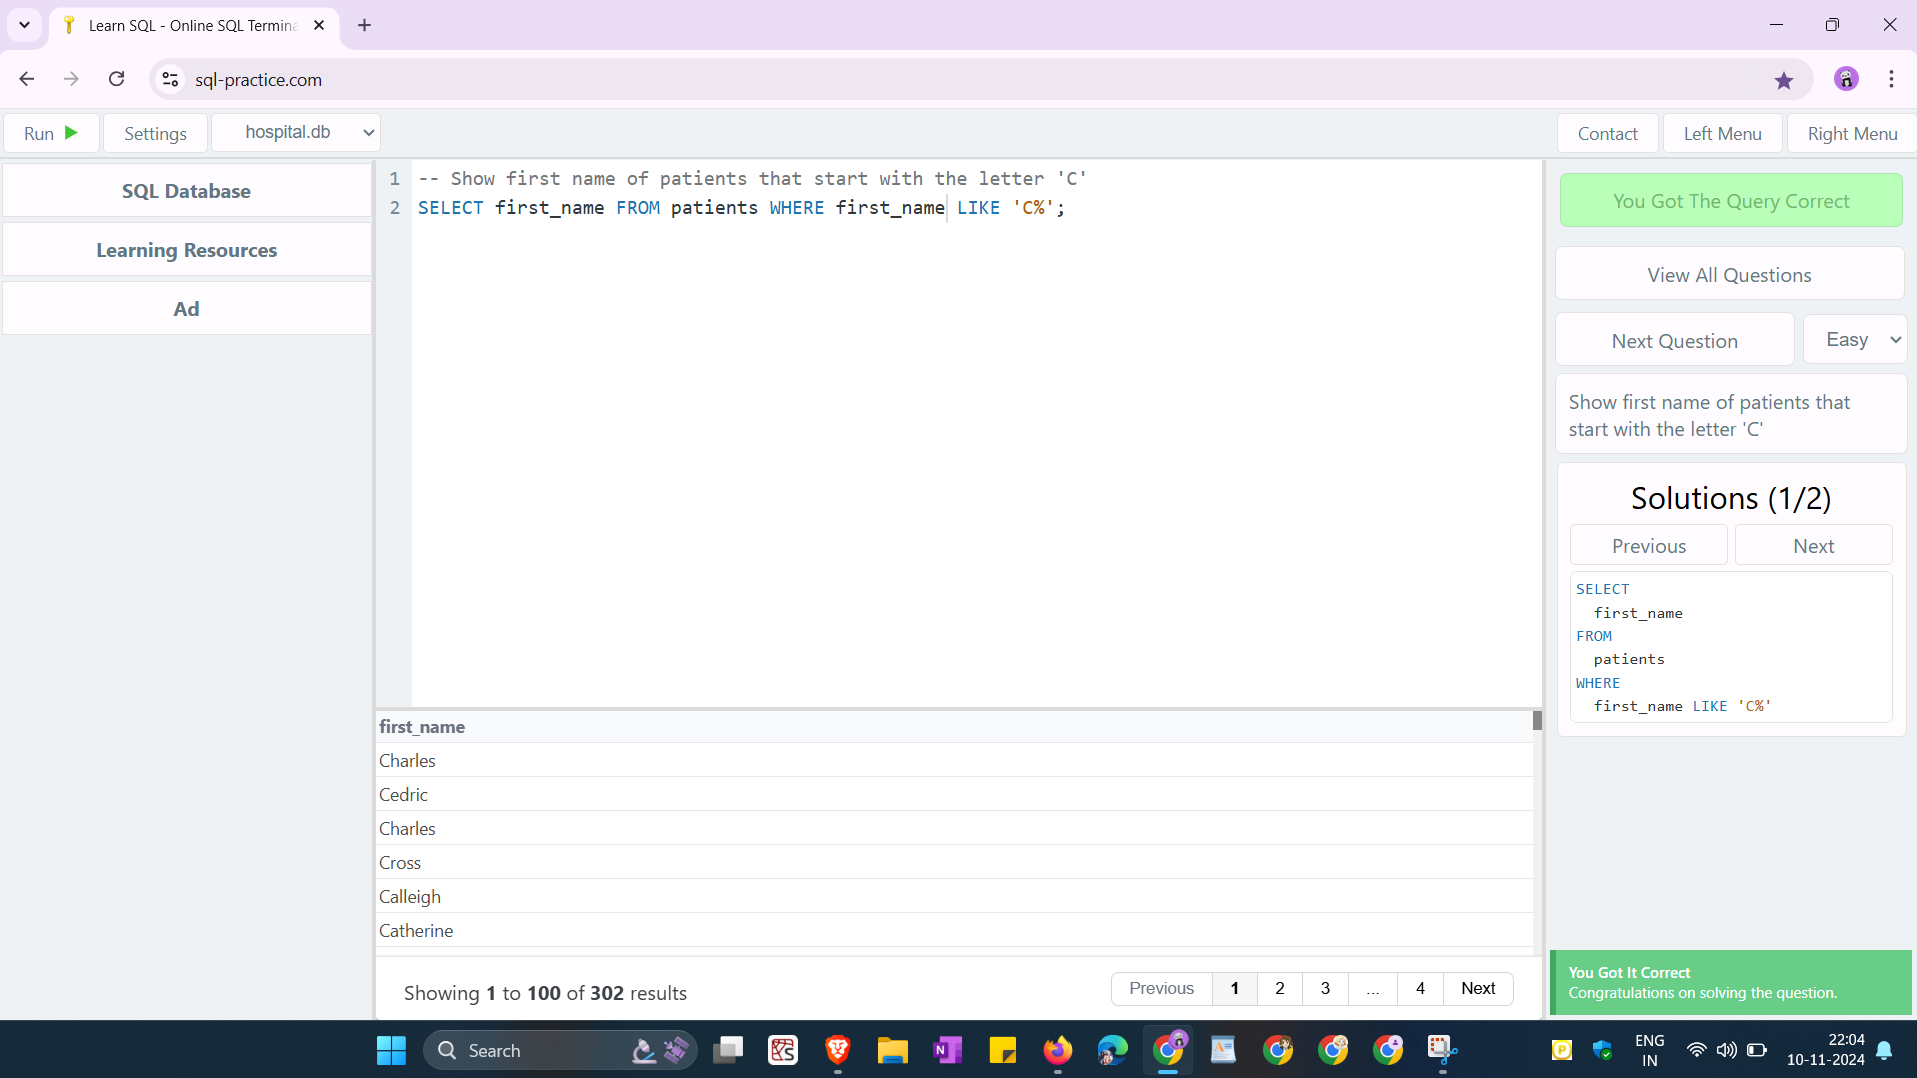 Learn SQL - Online SQL Termina
sql-practice.com
Run
Settings
hospital.db
Contact
Left Menu
Right Menu
SQL Database
Learning Resources
Ad
1 -- Show first name of patients that start with the letter 'C'
2 SELECT first_name FROM patients WHERE first_name LIKE 'C%';
first_name
Charles
Cedric
Charles
Cross
Calleigh
Catherine
Showing 1 to 100 of 302 results
Previous 1 2 3 ... 4 Next
You Got The Query Correct
View All Questions
Next Question
Easy
Show first name of patients that
start with the letter 'C'
Solutions (1/2)
Previous
Next
SELECT
first_name
FROM
patients
WHERE
first_name LIKE 'C%'
You Got It Correct
Congratulations on solving the question.
Search
ENG
IN
22:04
10-11-2024